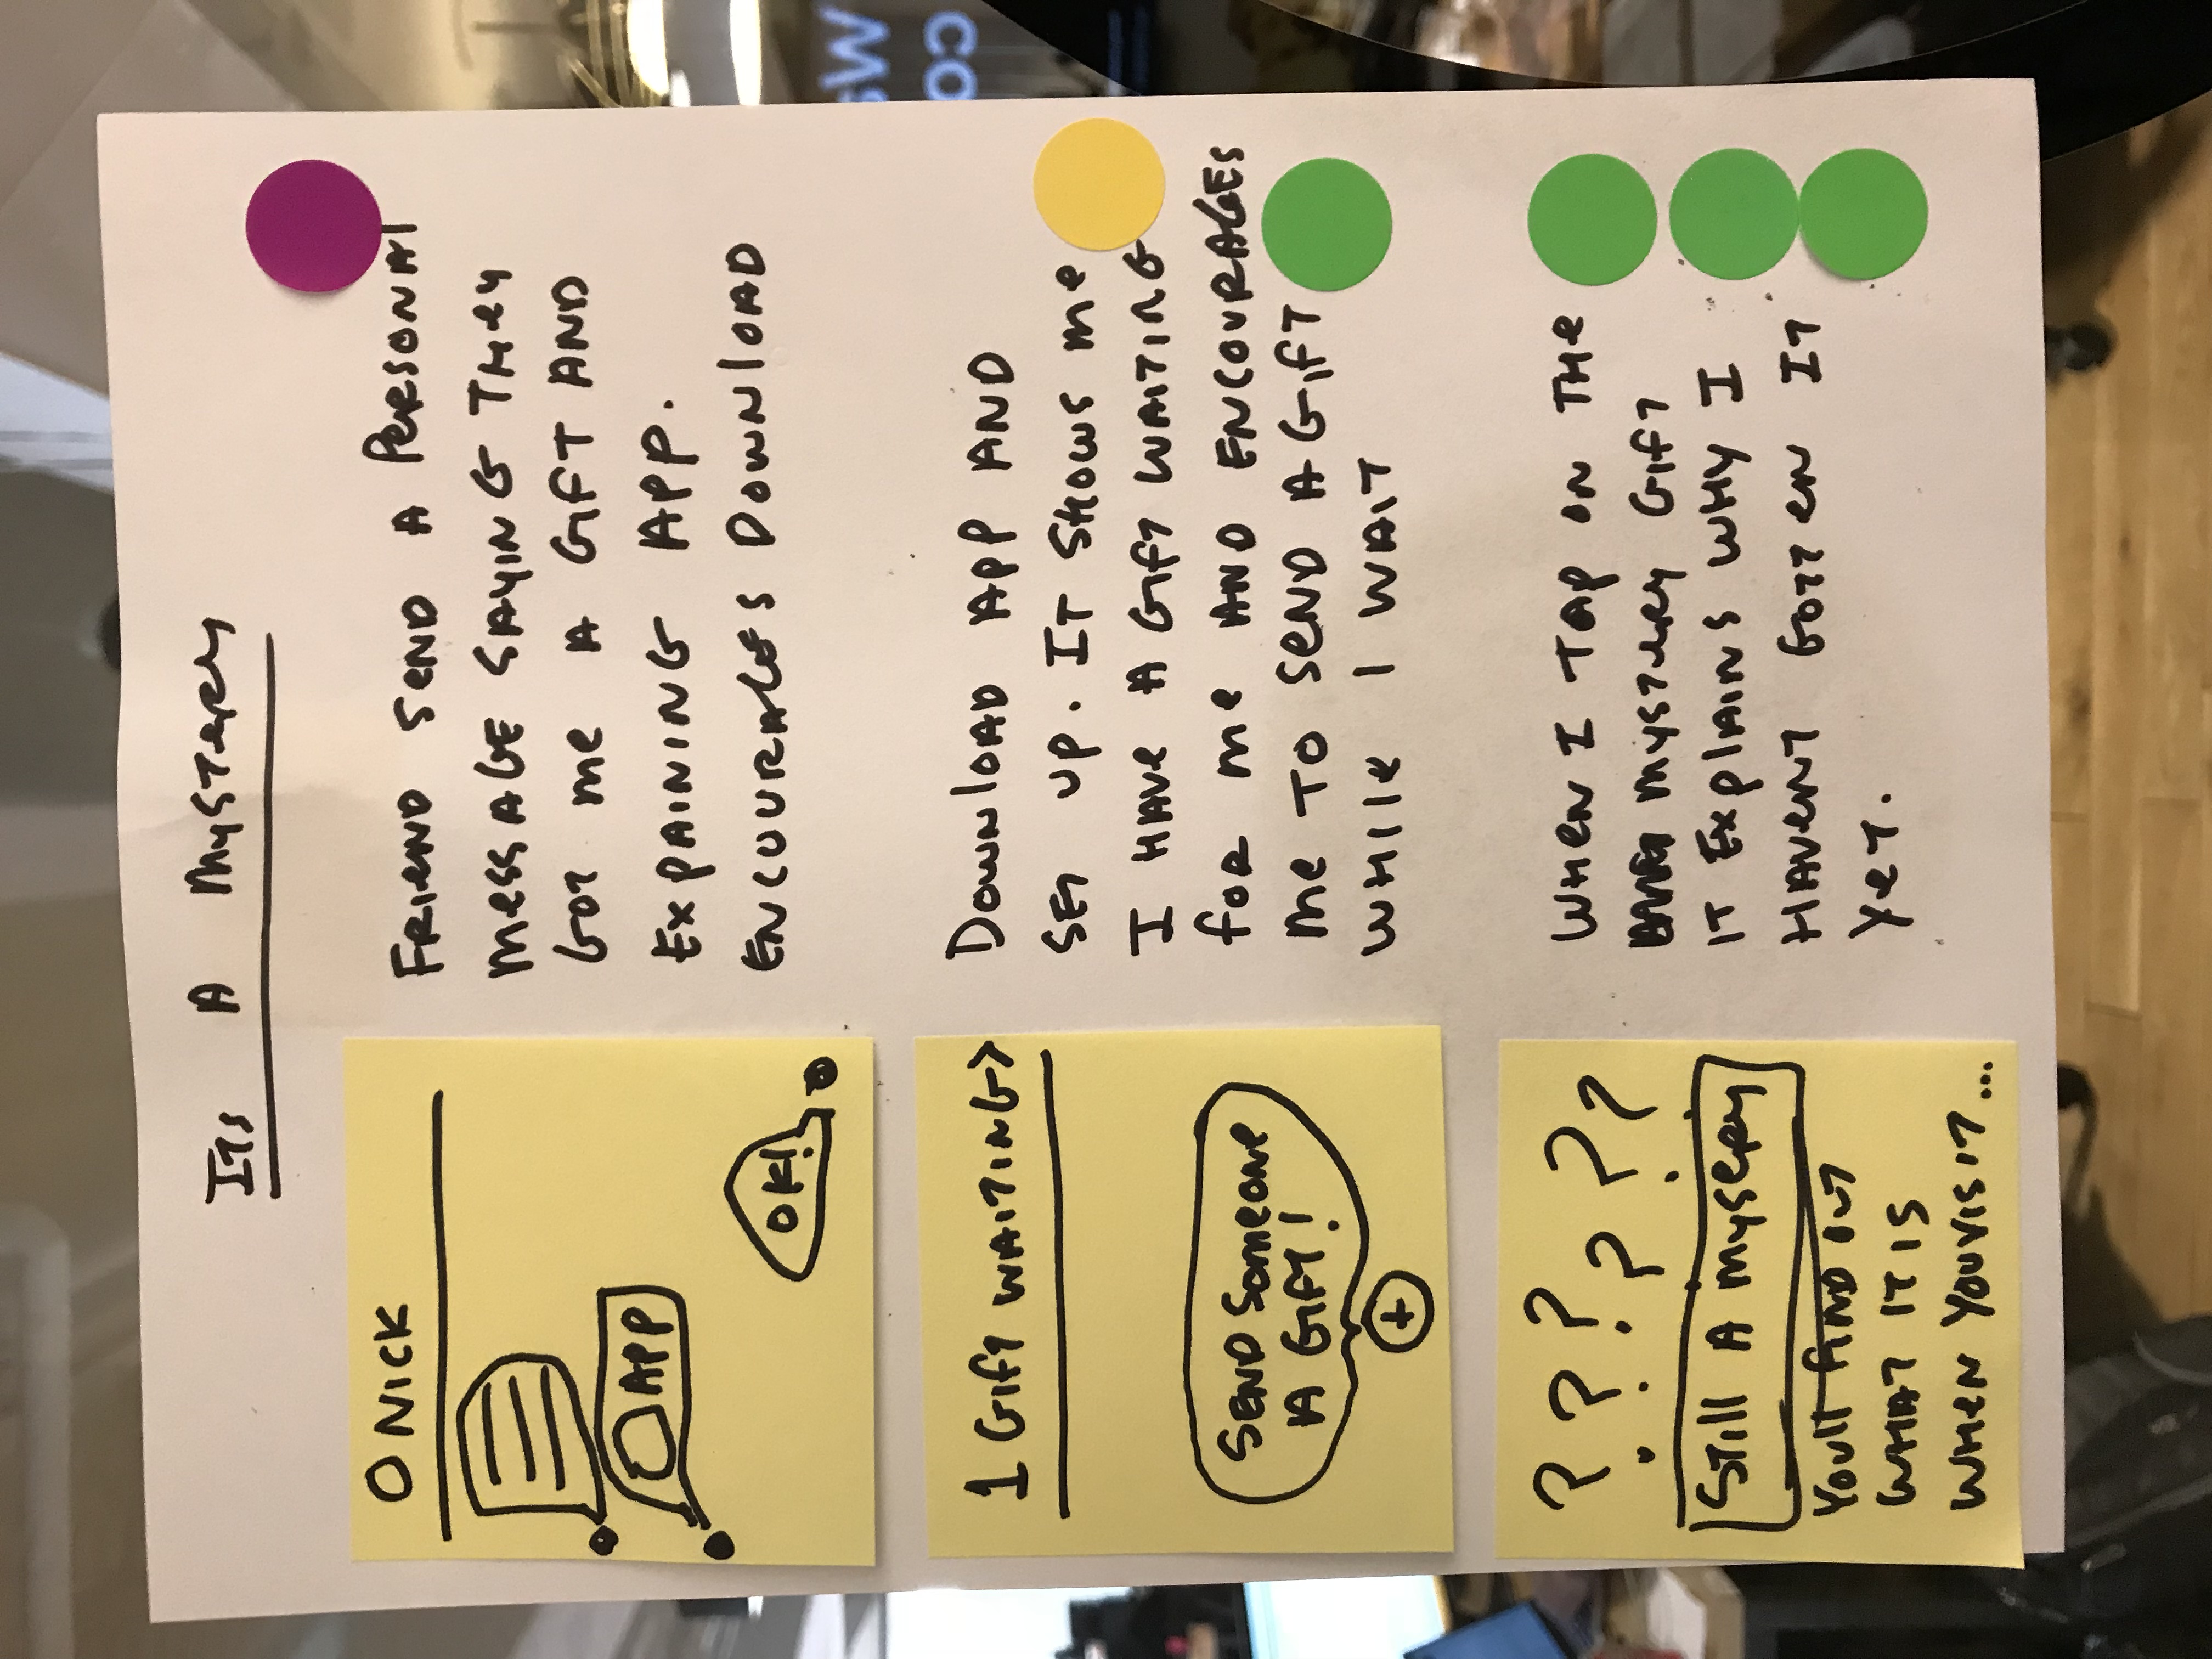 ITS A MYSTERY
O NICK
APP
OK!
FRIEND SEND A PERSONAL
MESSAGE SAYING THEY
GOT ME A GIFT AND
EXPAINING APP.
ENCOURAGES DOWNLOAD
1 GIFT WAITING>
SEND SOMEONE
A GIFT!
+
DOWNLOAD APP AND
SET UP. IT SHOWS ME
I HAVE A GIFT WAITING
FOR ME AND ENCOURAGES
ME TO SEND A GIFT
WHILE I WAIT
? ? ? ? ? ?
STILL A MYSERY
YOU'LL FIND OUT
WHAT IT IS
WHEN YOU VISIT...
WHEN I TAP ON THE
MYSTERY GIFT
IT EXPLAINS WHY I
HAVENT GOTTEN IT
YET.